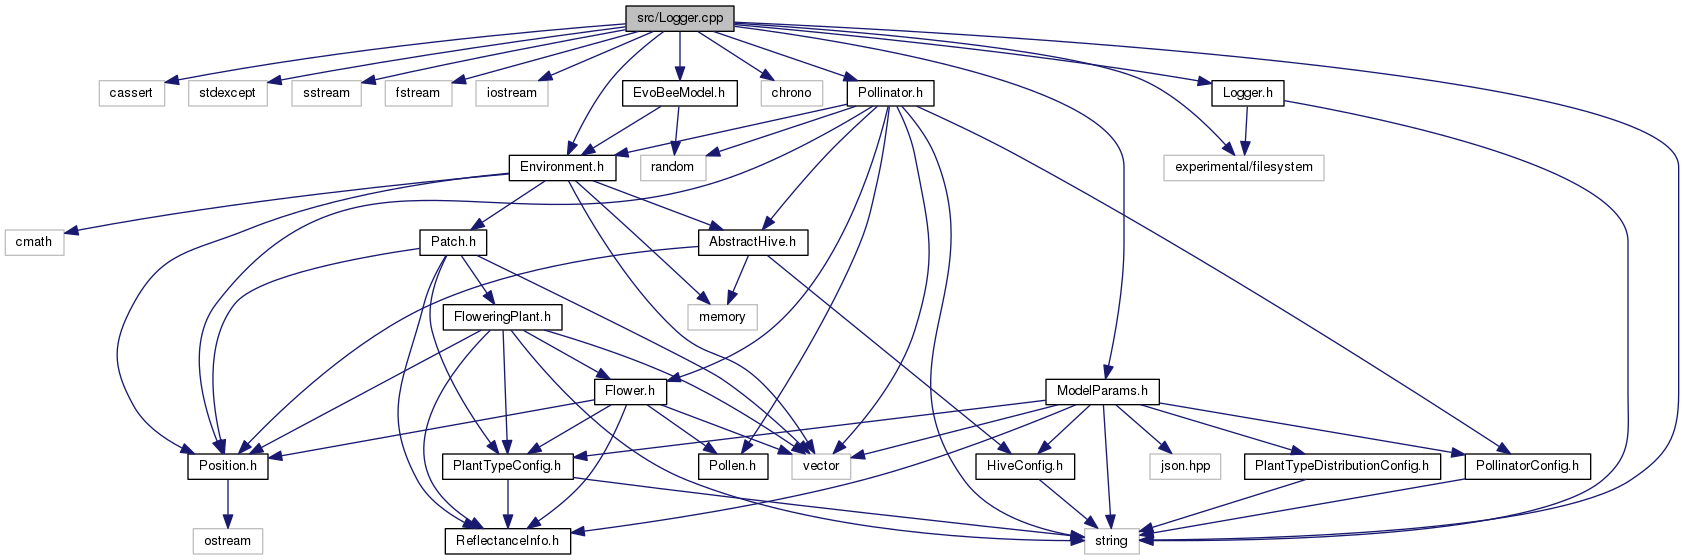 src/Logger.cpp
cassert
stdexcept
sstream
fstream
iostream
EvoBeeModel.h
chrono
Pollinator.h
Logger.h
Environment.h
random
experimental/filesystem
cmath
Patch.h
AbstractHive.h
FloweringPlant.h
memory
Flower.h
ModelParams.h
Position.h
PlantTypeConfig.h
Pollen.h
vector
HiveConfig.h
json.hpp
PlantTypeDistributionConfig.h
PollinatorConfig.h
ostream
ReflectanceInfo.h
string